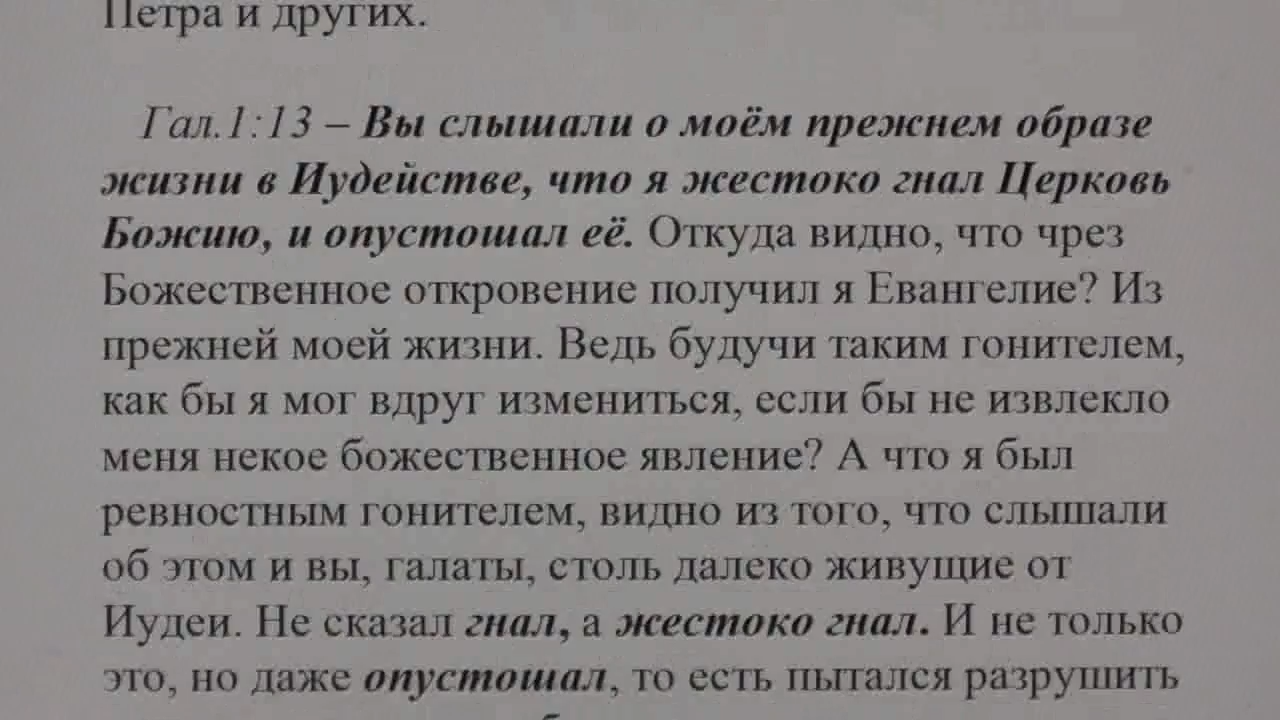 Петра и других.
Гал.1:13 – Вы слышали о моём прежнем образе
жизни в Иудействе, что я жестоко гнал Церковь
Божию, и опустошал её. Откуда видно, что чрез
Божественное откровение получил я Евангелие? Из
прежней моей жизни. Ведь будучи таким гонителем,
как бы я мог вдруг измениться, если бы не извлекло
меня некое божественное явление? А что я был
ревностным гонителем, видно из того, что слышали
об этом и вы, галаты, столь далеко живущие от
Иудеи. Не сказал гнал, а жестоко гнал. И не только
это, но даже опустошал, то есть пытался разрушить